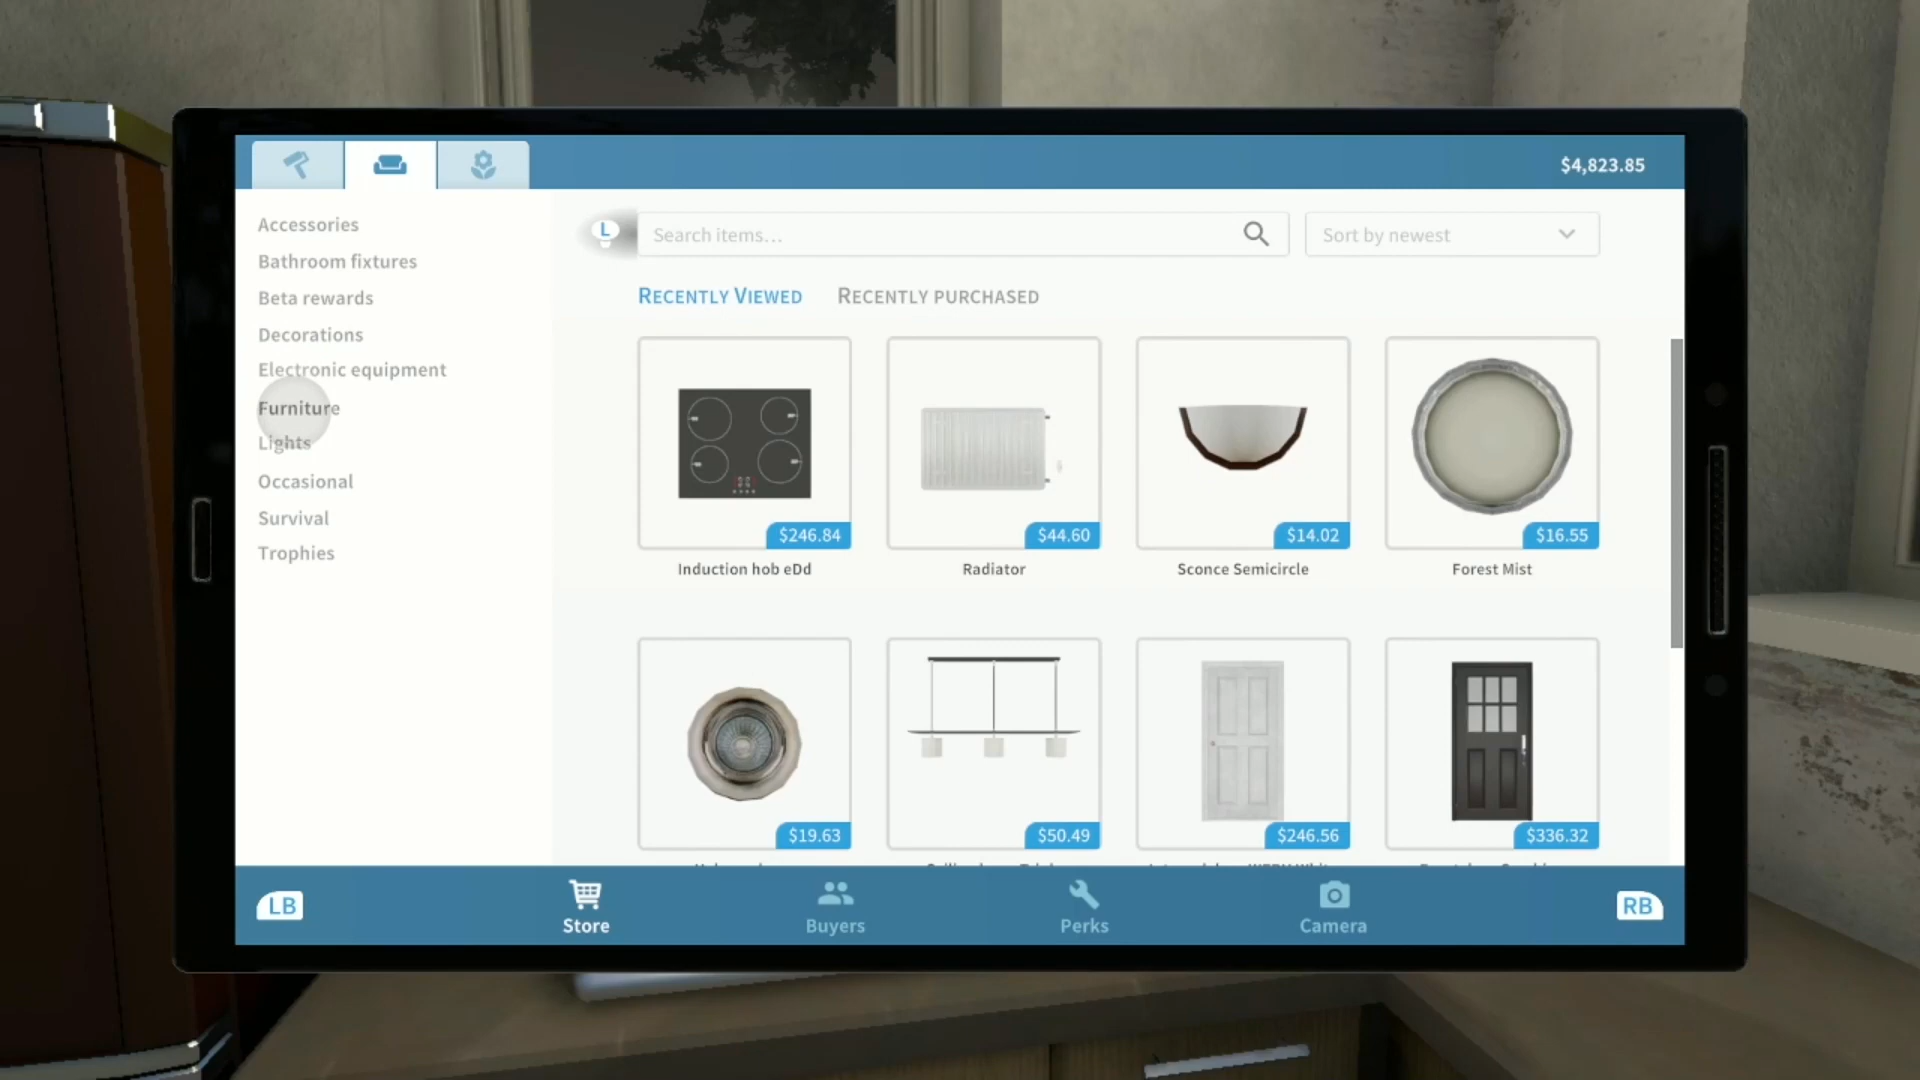 $4,823.85
Accessories
Bathroom fixtures
Beta rewards
Decorations
Electronic equipment
Furniture
Lights
Occasional
Survival
Trophies
L
Search items...
Sort by newest
RECENTLY VIEWED
RECENTLY PURCHASED
$246.84
$44.60
$14.02
$16.55
Induction hob eDd
Radiator
Sconce Semicircle
Forest Mist
$19.63
$50.49
$246.56
$336.32
LB
Store
Buyers
Perks
Camera
RB